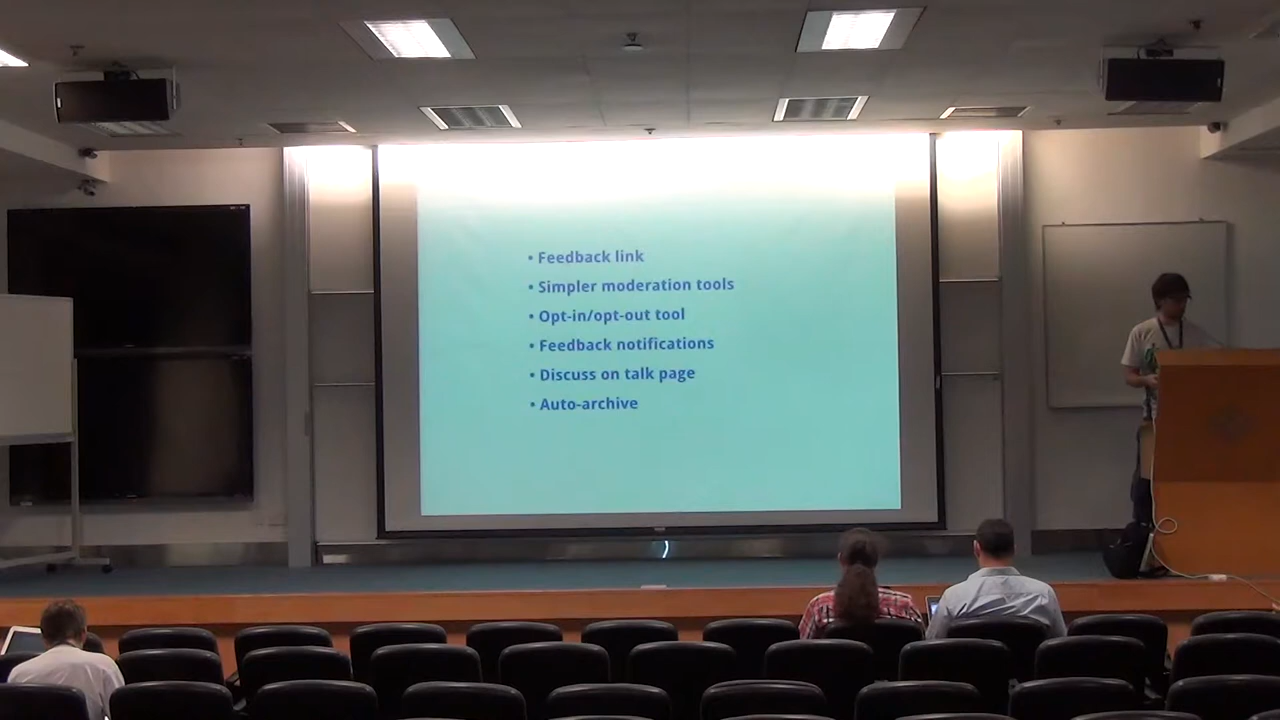 • Feedback link
• Simpler moderation tools
• Opt-in/opt-out tool
• Feedback notifications
• Discuss on talk page
• Auto-archive